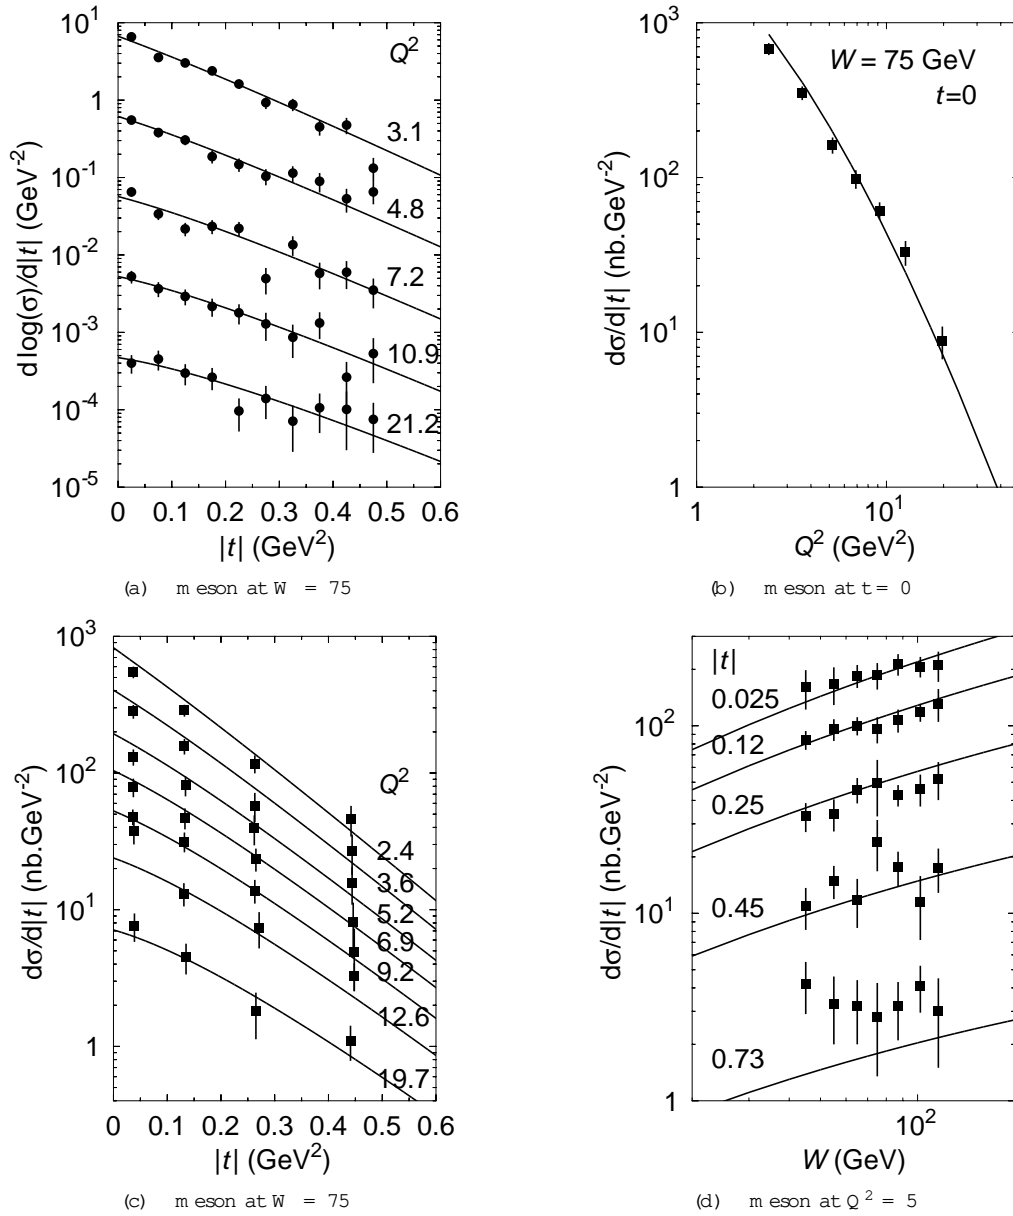 10^1
1
10^-1
10^-2
10^-3
10^-4
10^-5
0 0.1 0.2 0.3 0.4 0.5 0.6
d log(σ)/d|t| (GeV^-2)
|t| (GeV^2)
Q^2
3.1
4.8
7.2
10.9
21.2
(a) meson at W = 75
10^3
10^2
10^1
1
1 10^1
dσ/d|t| (nb.GeV^-2)
Q^2 (GeV^2)
W = 75 GeV
t=0
(b) meson at t = 0
10^3
10^2
10^1
1
0 0.1 0.2 0.3 0.4 0.5 0.6
dσ/d|t| (nb.GeV^-2)
|t| (GeV^2)
Q^2
2.4
3.6
5.2
6.9
9.2
12.6
19.7
(c) meson at W = 75
10^2
10^1
1
10^2
dσ/d|t| (nb.GeV^-2)
W (GeV)
|t|
0.025
0.12
0.25
0.45
0.73
(d) meson at Q^2 = 5